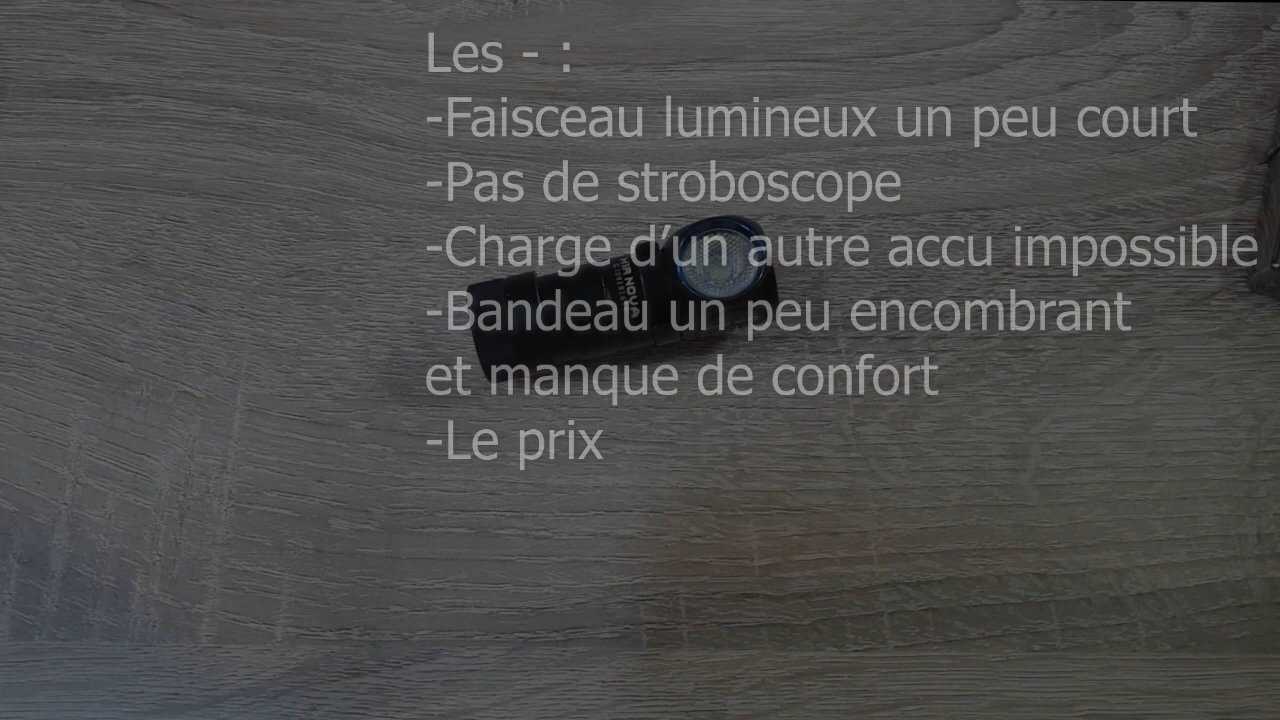 Les - :
-Faisceau lumineux un peu court
-Pas de stroboscope
-Charge d’un autre accu impossible
-Bandeau un peu encombrant
et manque de confort
-Le prix